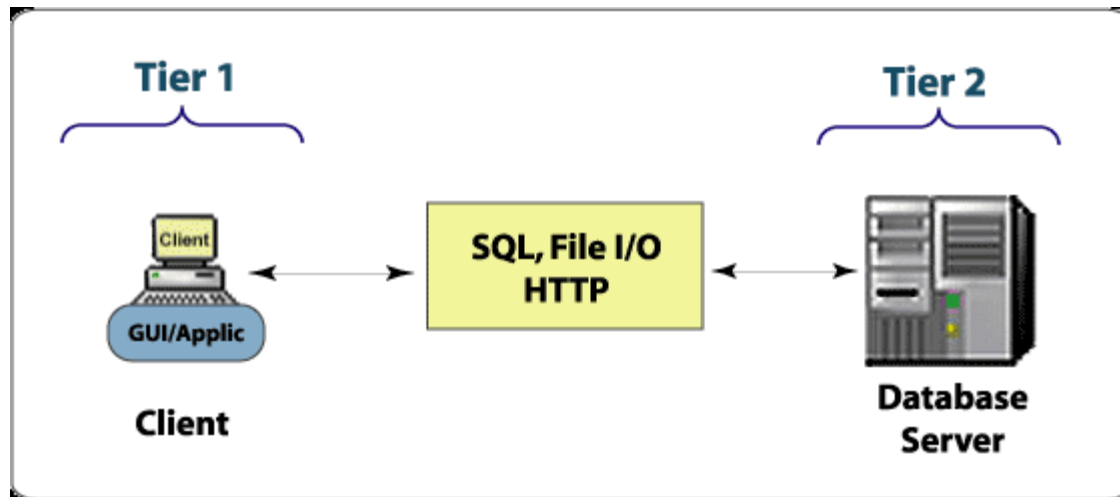 Tier 1
Tier 2
Client
GUI/Applic
Client
SQL, File I/O
HTTP
Database
Server